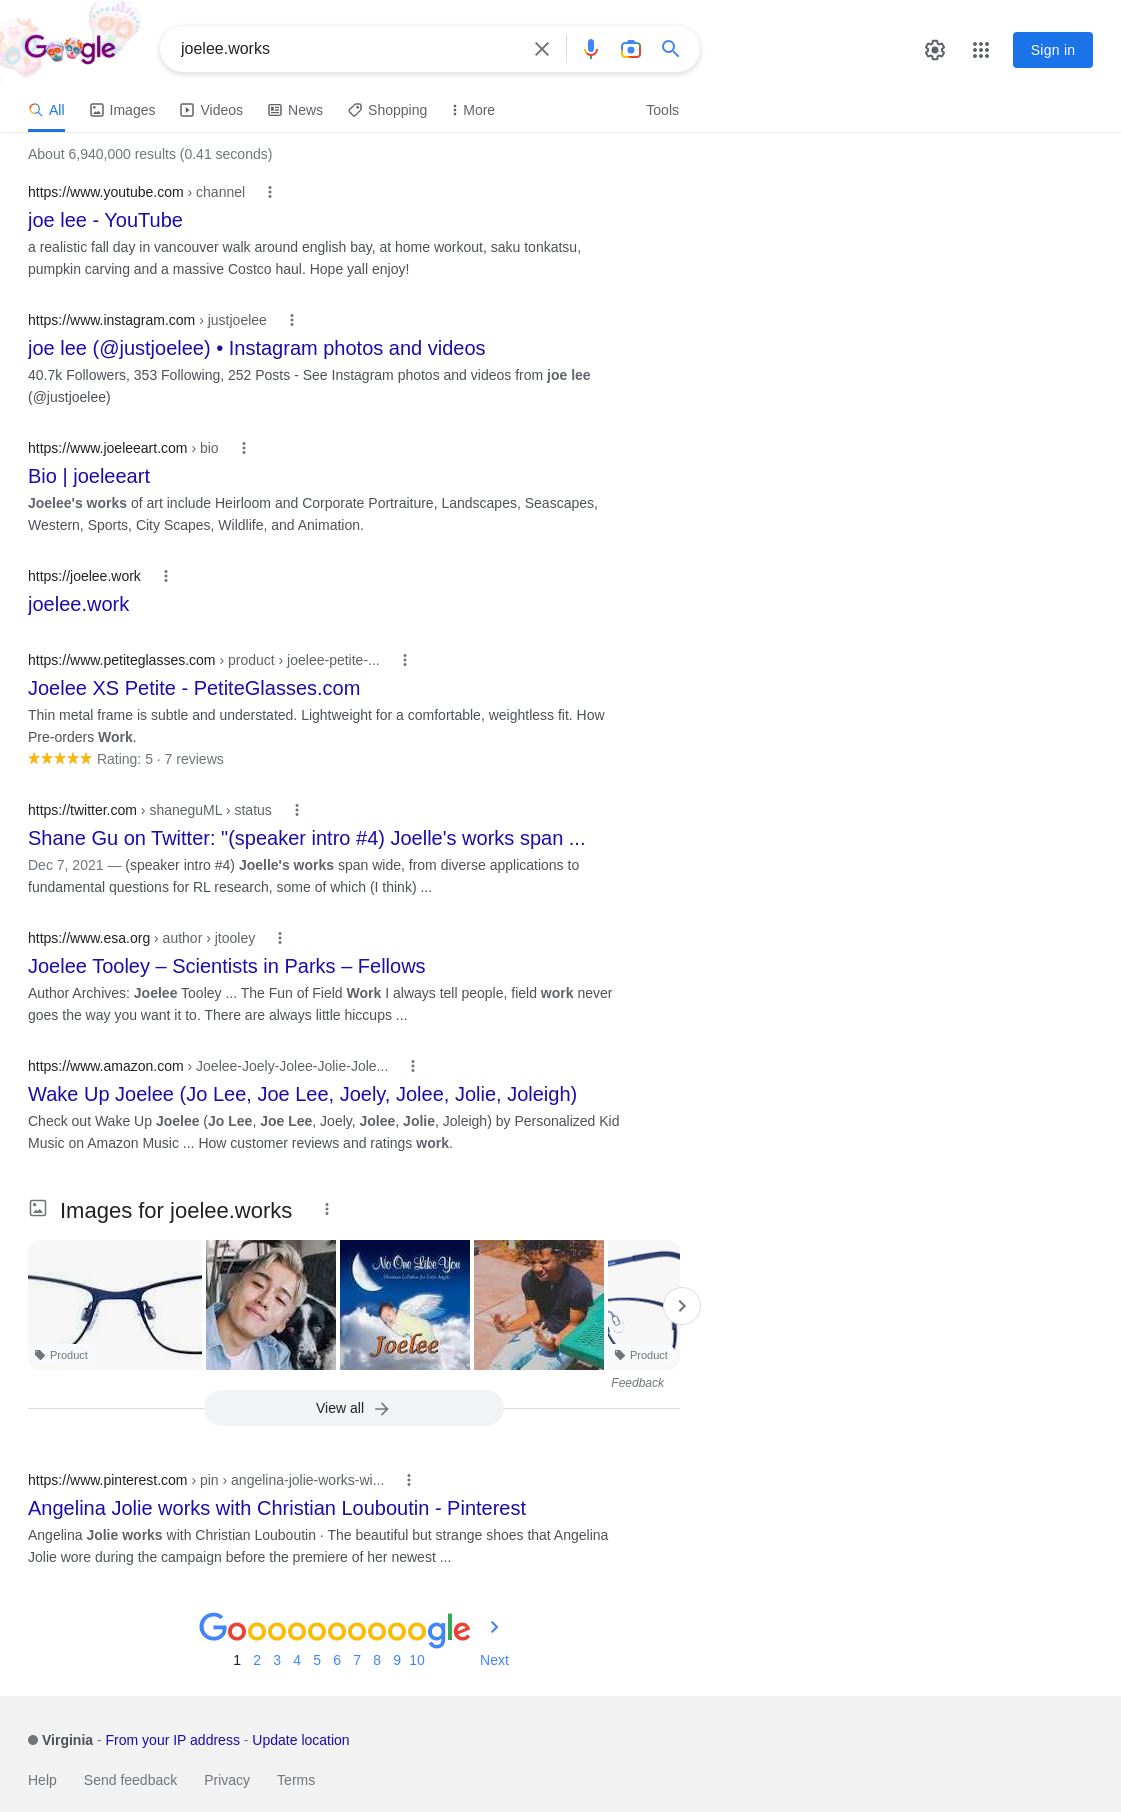 Google
joelee.works
Sign in
All
Images
Videos
News
Shopping
More
Tools
About 6,940,000 results (0.41 seconds)
https://www.youtube.com › channel
joe lee - YouTube
a realistic fall day in vancouver walk around english bay, at home workout, saku tonkatsu,
pumpkin carving and a massive Costco haul. Hope yall enjoy!
https://www.instagram.com › justjoelee
joe lee (@justjoelee) • Instagram photos and videos
40.7k Followers, 353 Following, 252 Posts - See Instagram photos and videos from joe lee
(@justjoelee)
https://www.joeleeart.com › bio
Bio | joeleeart
Joelee's works of art include Heirloom and Corporate Portraiture, Landscapes, Seascapes,
Western, Sports, City Scapes, Wildlife, and Animation.
https://joelee.work
joelee.work
https://www.petiteglasses.com › product › joelee-petite-...
Joelee XS Petite - PetiteGlasses.com
Thin metal frame is subtle and understated. Lightweight for a comfortable, weightless fit. How
Pre-orders Work.
Rating: 5 · 7 reviews
https://twitter.com › shaneguML › status
Shane Gu on Twitter: "(speaker intro #4) Joelle's works span ...
Dec 7, 2021 — (speaker intro #4) Joelle's works span wide, from diverse applications to
fundamental questions for RL research, some of which (I think) ...
https://www.esa.org › author › jtooley
Joelee Tooley – Scientists in Parks – Fellows
Author Archives: Joelee Tooley ... The Fun of Field Work I always tell people, field work never
goes the way you want it to. There are always little hiccups ...
https://www.amazon.com › Joelee-Joely-Jolee-Jolie-Jole...
Wake Up Joelee (Jo Lee, Joe Lee, Joely, Jolee, Jolie, Joleigh)
Check out Wake Up Joelee (Jo Lee, Joe Lee, Joely, Jolee, Jolie, Joleigh) by Personalized Kid
Music on Amazon Music ... How customer reviews and ratings work.
Images for joelee.works
No One Like You
Christian Lullabies for Little Angels
Joelee
Product
Product
Feedback
View all
https://www.pinterest.com › pin › angelina-jolie-works-wi...
Angelina Jolie works with Christian Louboutin - Pinterest
Angelina Jolie works with Christian Louboutin · The beautiful but strange shoes that Angelina
Jolie wore during the campaign before the premiere of her newest ...
Goooooooooogle
1 2 3 4 5 6 7 8 9 10 Next
Virginia - From your IP address - Update location
Help Send feedback Privacy Terms